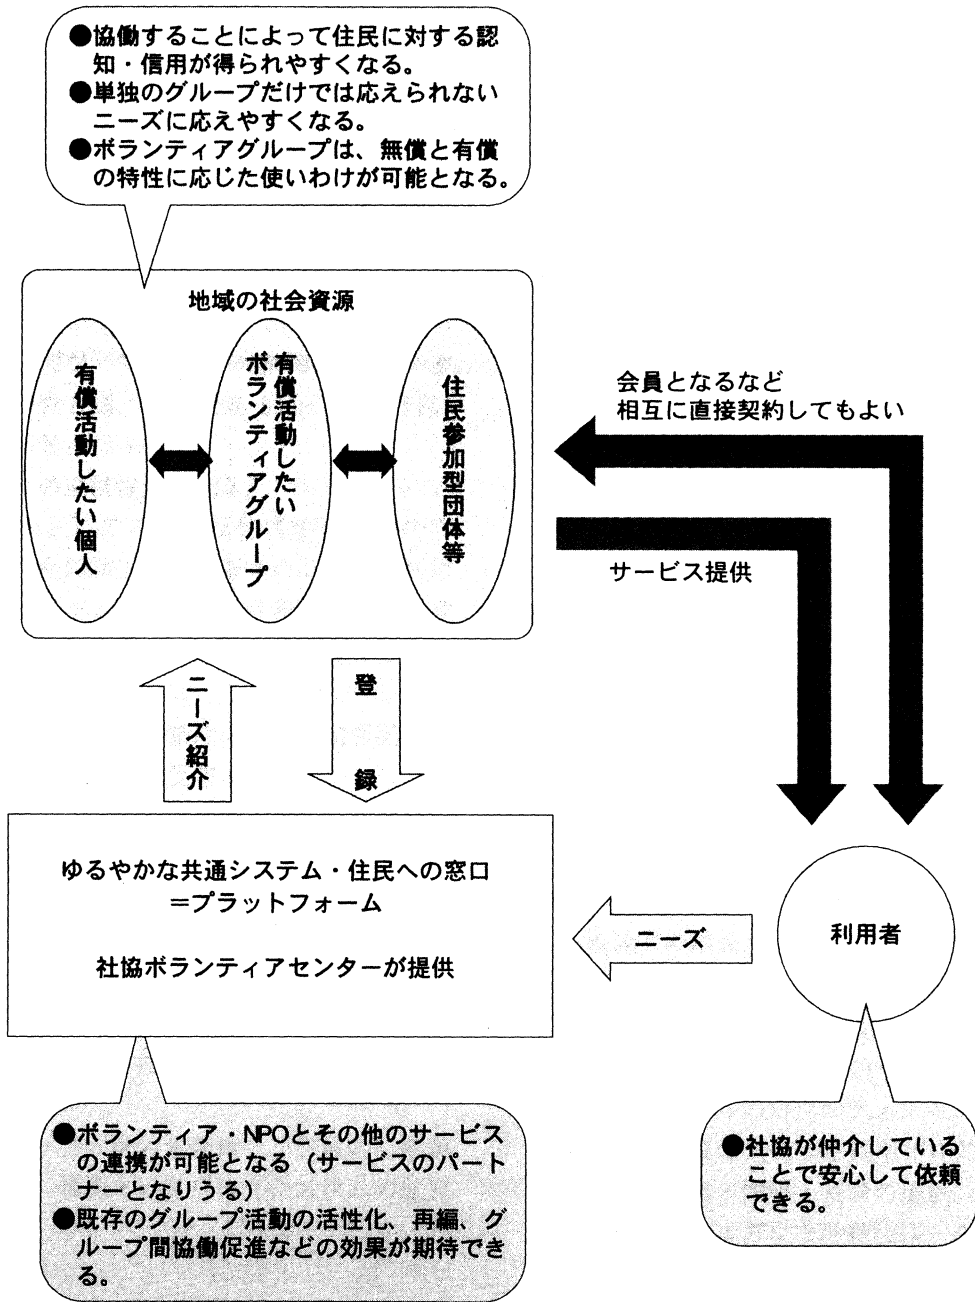 ●協働することによって住民に対する認
知・信用が得られやすくなる。
●単独のグループだけでは応えられない
ニーズに応えやすくなる。
●ボランティアグループは、無償と有償
の特性に応じた使いわけが可能となる。
地域の社会資源
有償活動したい個人
有償活動したい
ボランティアグループ
住民参加型団体等
会員となるなど
相互に直接契約してもよい
サービス提供
ニーズ紹介
登録
ゆるやかな共通システム・住民への窓口
=プラットフォーム
社協ボランティアセンターが提供
ニーズ
利用者
●ボランティア・NPOとその他のサービス
の連携が可能となる(サービスのパート
ナーとなりうる)
●既存のグループ活動の活性化、再編、グ
ループ間協働促進などの効果が期待でき
る。
●社協が仲介している
ことで安心して依頼
できる。